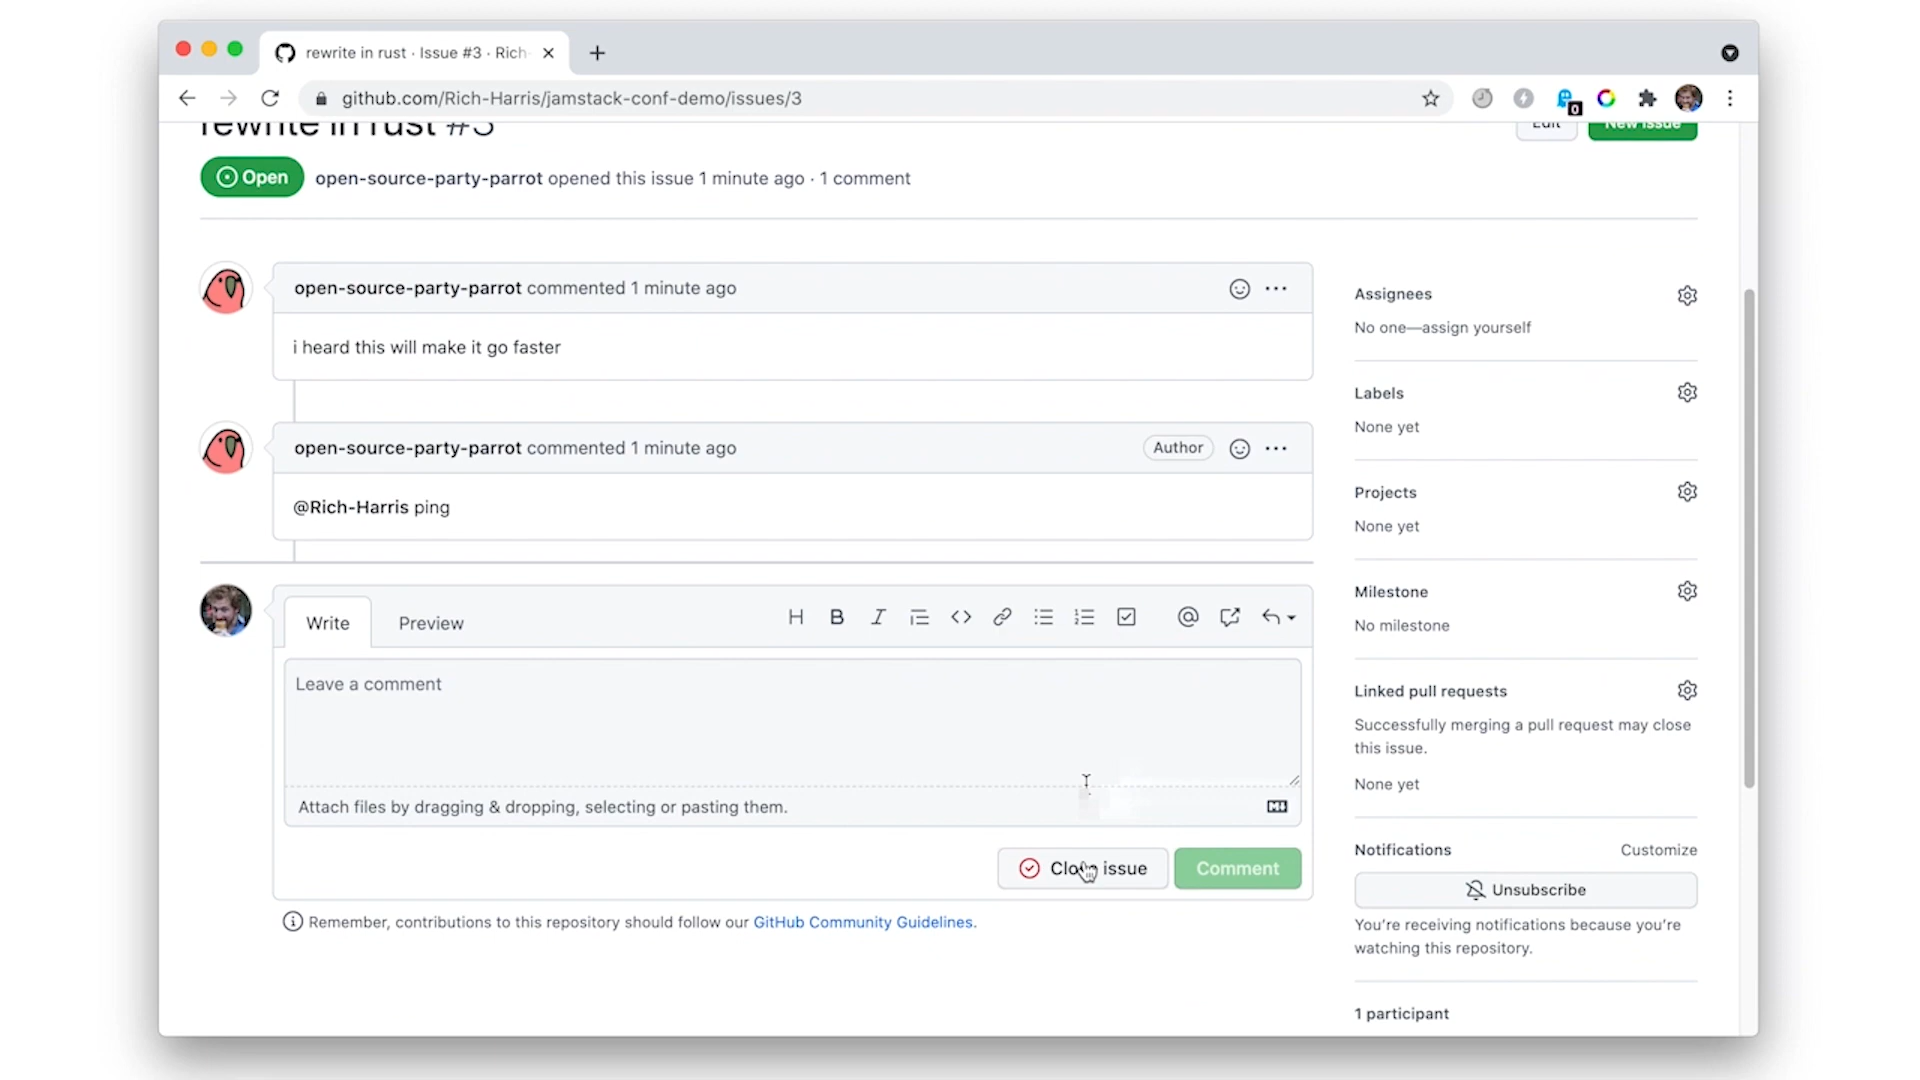 rewrite in rust · Issue #3 · Rich-
github.com/Rich-Harris/jamstack-conf-demo/issues/3
0
rewrite in rust #3
Edit
New issue
Open
open-source-party-parrot opened this issue 1 minute ago · 1 comment
open-source-party-parrot commented 1 minute ago
i heard this will make it go faster
open-source-party-parrot commented 1 minute ago
Author
@Rich-Harris ping
Write
Preview
Leave a comment
Attach files by dragging & dropping, selecting or pasting them.
Close issue
Comment
Remember, contributions to this repository should follow our GitHub Community Guidelines.
Assignees
No one—assign yourself
Labels
None yet
Projects
None yet
Milestone
No milestone
Linked pull requests
Successfully merging a pull request may close
this issue.
None yet
Notifications
Customize
Unsubscribe
You’re receiving notifications because you’re
watching this repository.
1 participant